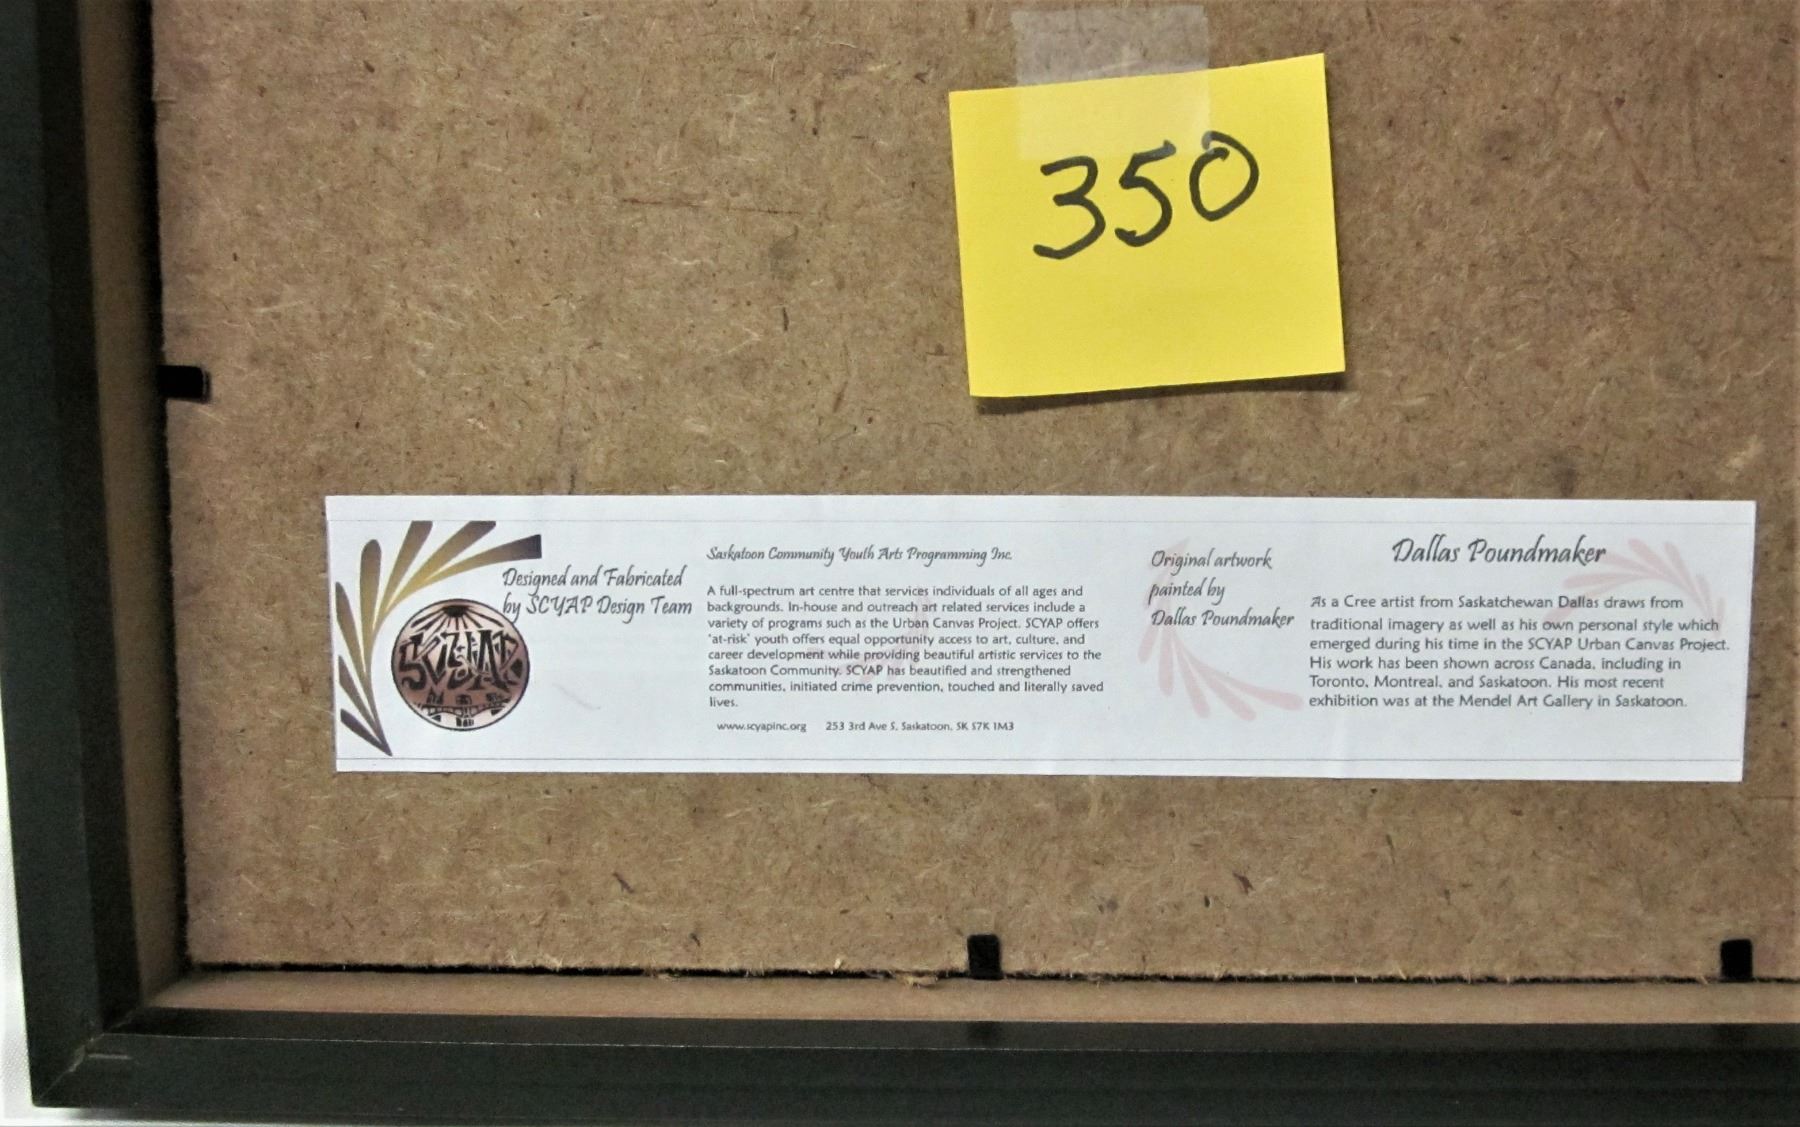 350
Designed and Fabricated
by SCYAP Design Team
SCYAP
Saskatoon Community Youth Arts Programming Inc.
A full-spectrum art centre that services individuals of all ages and
backgrounds. In-house and outreach art related services include a
variety of programs such as the Urban Canvas Project. SCYAP offers
'at-risk' youth offers equal opportunity access to art, culture, and
career development while providing beautiful artistic services to the
Saskatoon Community. SCYAP has beautified and strengthened
communities, initiated crime prevention, touched and literally saved
lives.
www.scyapinc.org 253 3rd Ave S, Saskatoon, SK S7K 1M3
Original artwork
painted by
Dallas Poundmaker
Dallas Poundmaker
As a Cree artist from Saskatchewan Dallas draws from
traditional imagery as well as his own personal style which
emerged during his time in the SCYAP Urban Canvas Project.
His work has been shown across Canada, including in
Toronto, Montreal, and Saskatoon. His most recent
exhibition was at the Mendel Art Gallery in Saskatoon.